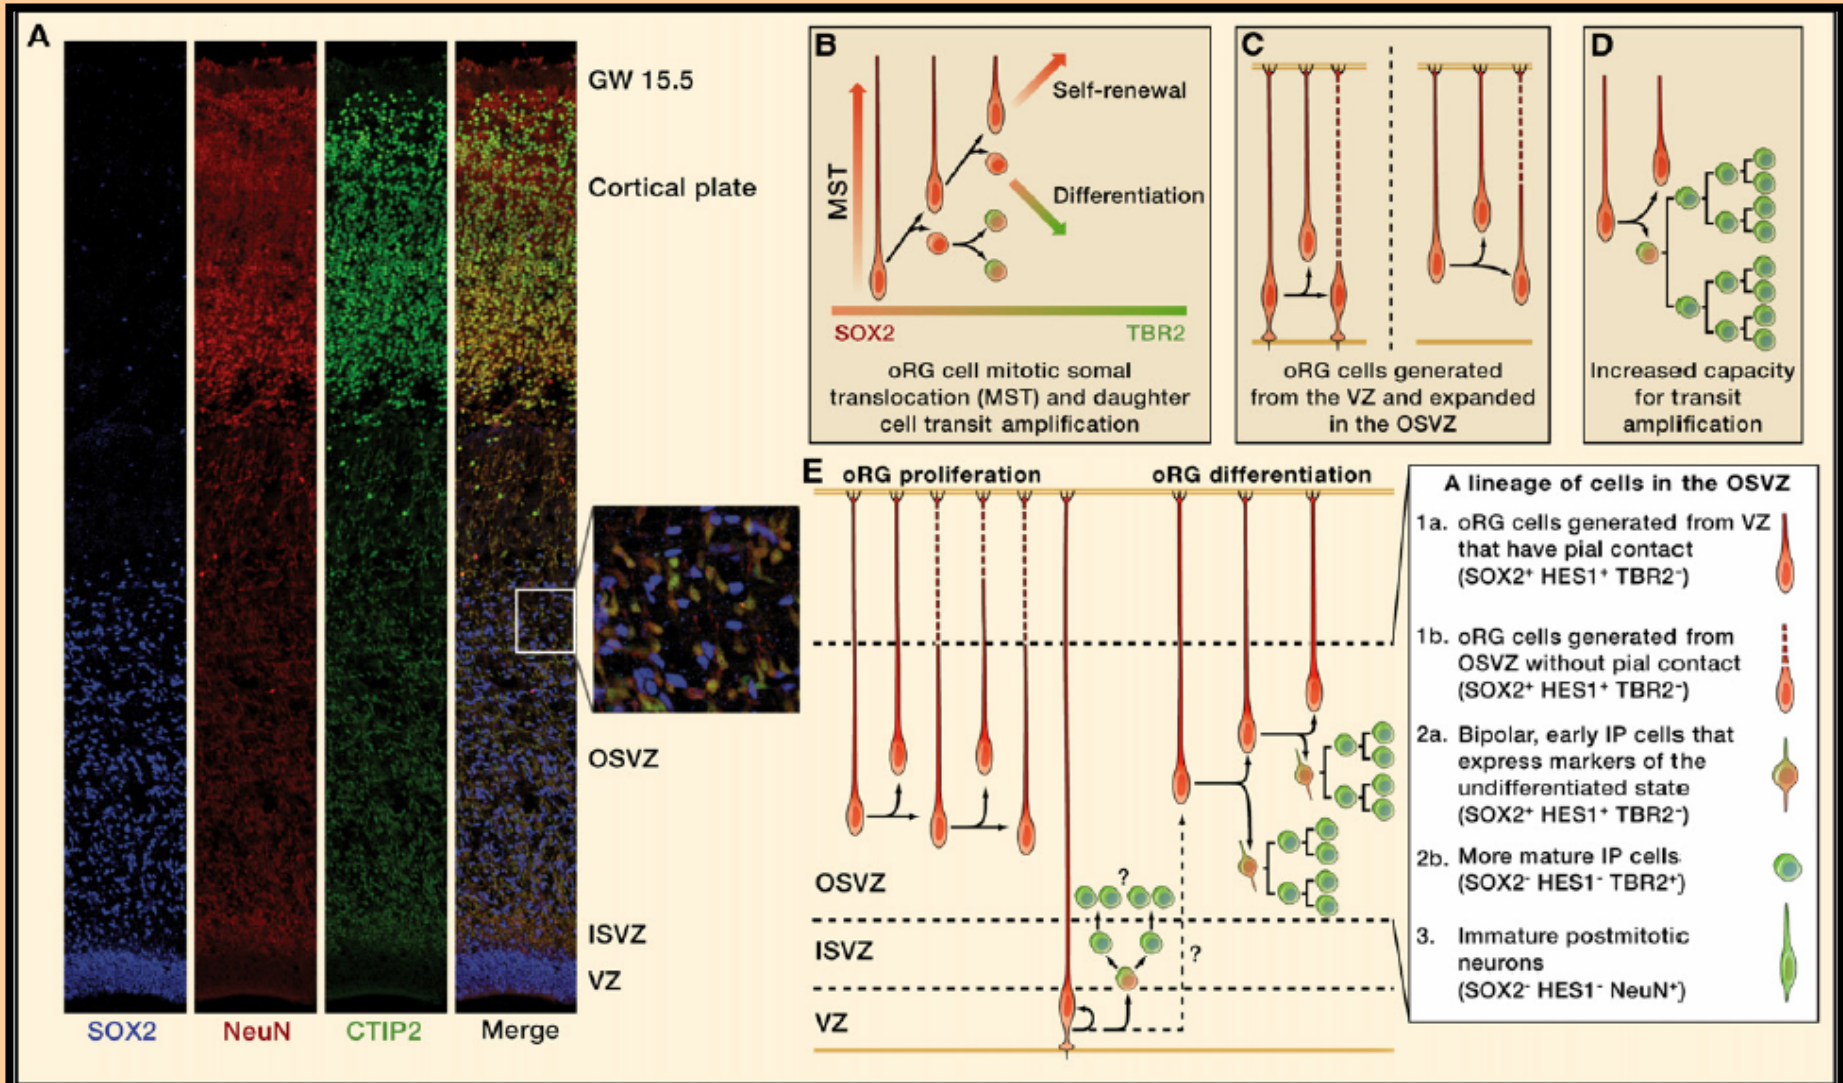 A
GW 15.5
Cortical plate
OSVZ
ISVZ
VZ
SOX2
NeuN
CTIP2
Merge
B
MST
Self-renewal
Differentiation
SOX2
TBR2
oRG cell mitotic somal
translocation (MST) and daughter
cell transit amplification
C
oRG cells generated
from the VZ and expanded
in the OSVZ
D
Increased capacity
for transit
amplification
E
oRG proliferation
oRG differentiation
OSVZ
?
ISVZ
?
VZ
A lineage of cells in the OSVZ
1a. oRG cells generated from VZ
that have pial contact
(SOX2⁺ HES1⁺ TBR2⁻)
1b. oRG cells generated from
OSVZ without pial contact
(SOX2⁺ HES1⁺ TBR2⁻)
2a. Bipolar, early IP cells that
express markers of the
undifferentiated state
(SOX2⁺ HES1⁺ TBR2⁻)
2b. More mature IP cells
(SOX2⁻ HES1⁻ TBR2⁺)
3. Immature postmitotic
neurons
(SOX2⁻ HES1⁻ NeuN⁺)